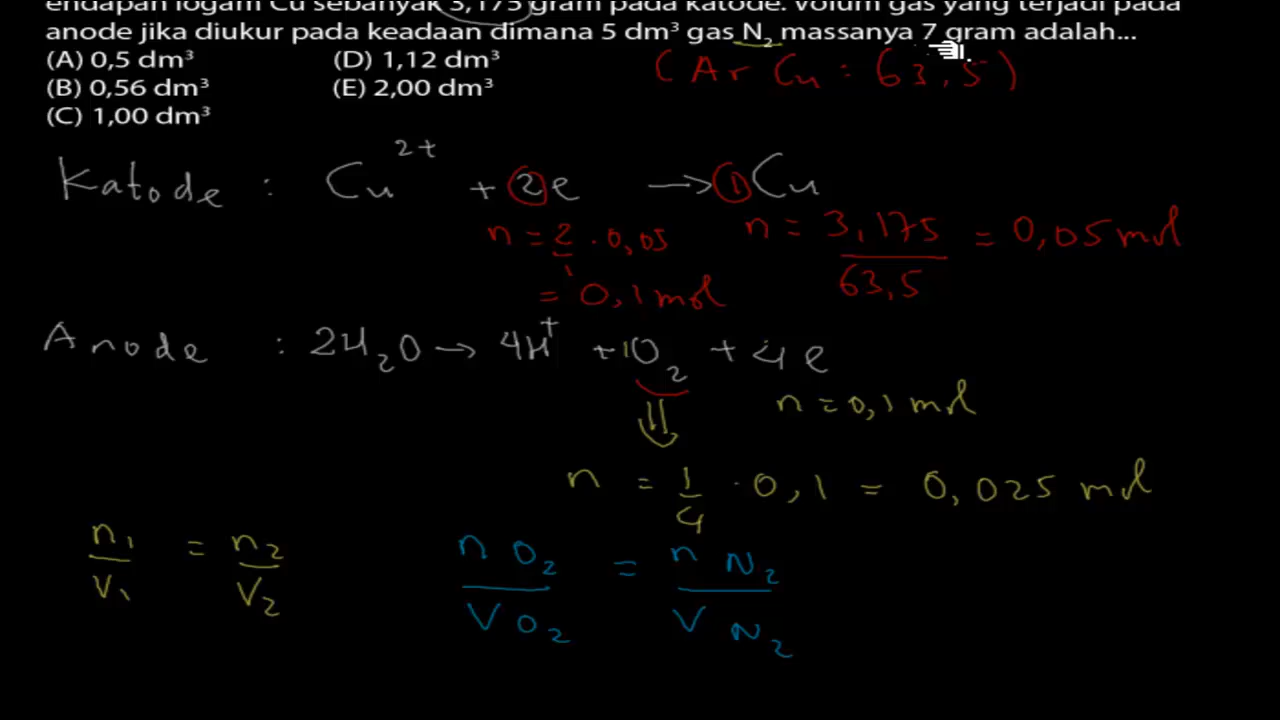 endapan logam Cu sebanyak 3,175 gram pada katode. Volum gas yang terjadi pada
anode jika diukur pada keadaan dimana 5 dm³ gas N₂ massanya 7 gram adalah...
(A) 0,5 dm³ (D) 1,12 dm³
(B) 0,56 dm³ (E) 2,00 dm³
(C) 1,00 dm³
(Ar Cu : 63,5)
Katode : Cu²⁺ + 2e → 1Cu
n = 2/1 . 0,05
= 0,1 mol
n = 3,175/63,5 = 0,05 mol
Anode : 2H₂O → 4H⁺ + 1O₂ + 4e
n = 0,1 mol
n = 1/4 . 0,1 = 0,025 mol
n₁/V₁ = n₂/V₂
n O₂/V O₂ = n N₂/V N₂